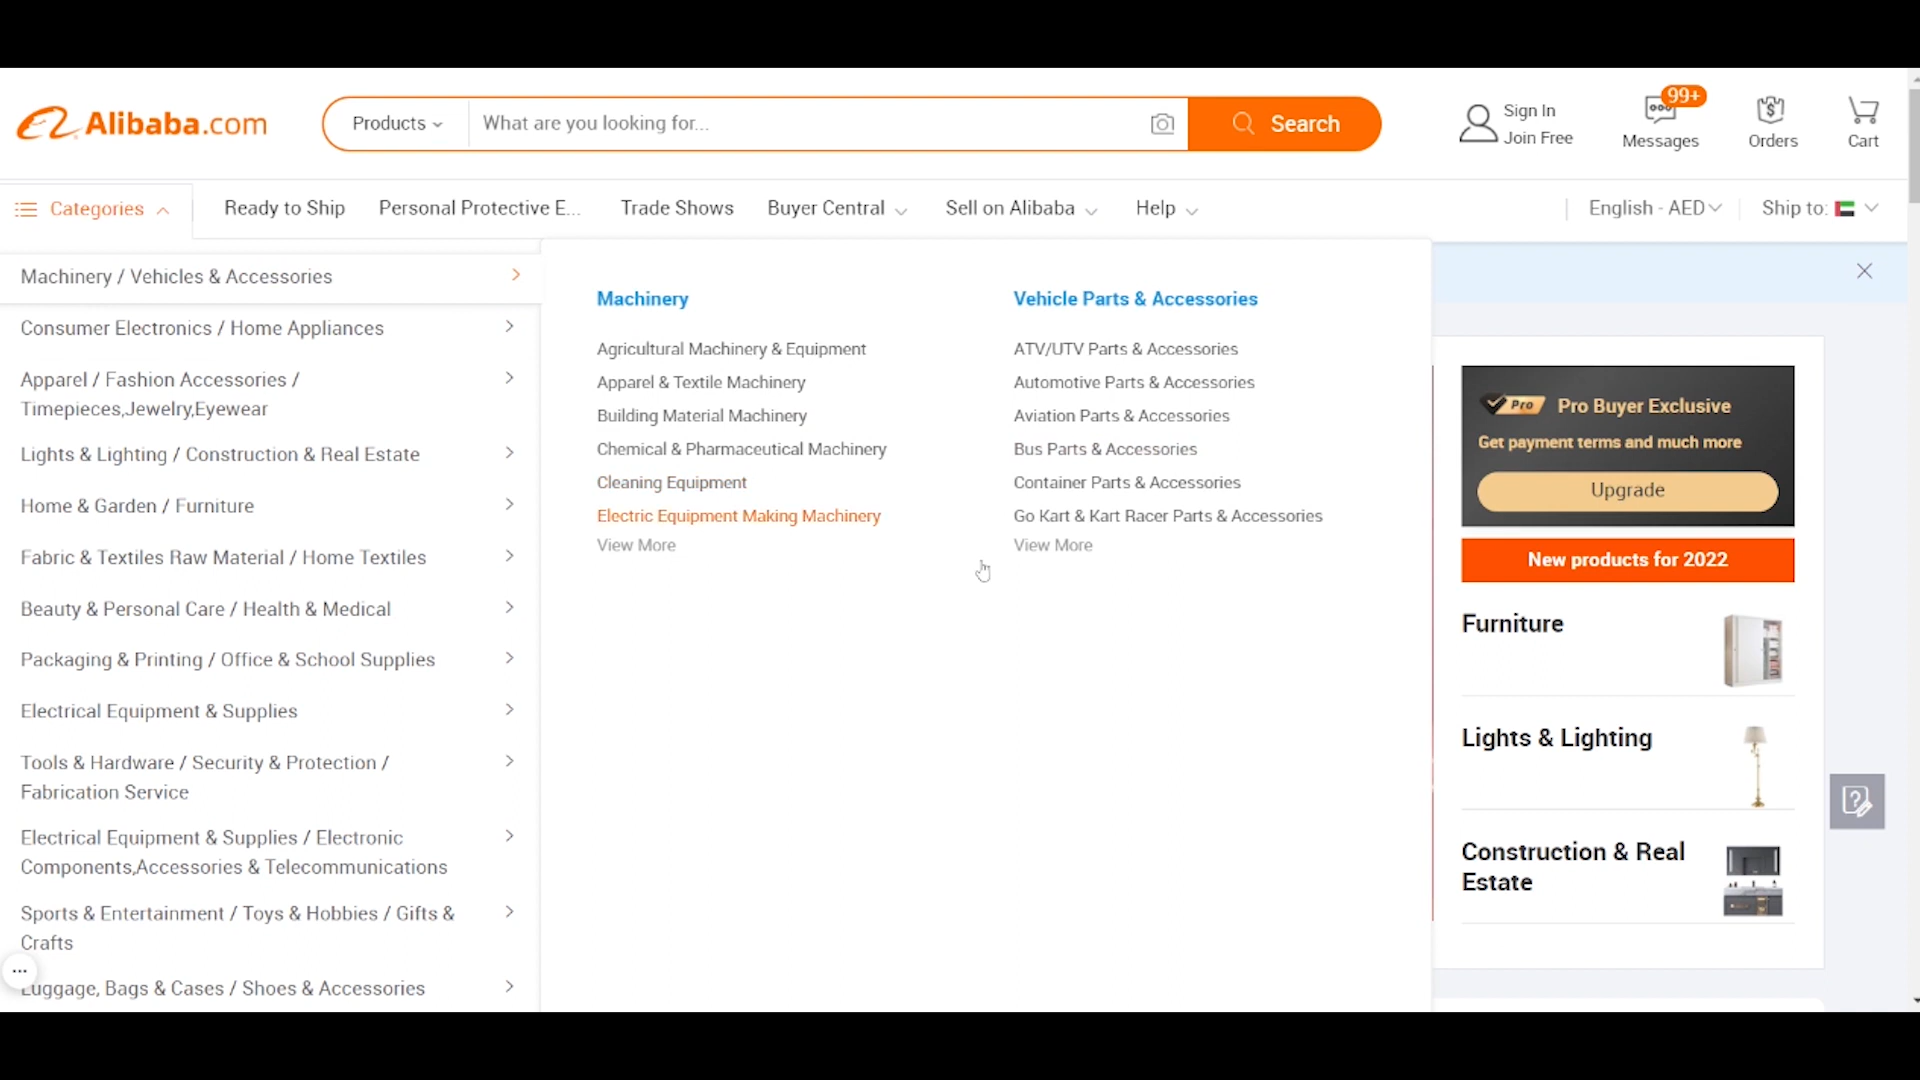 Alibaba.com
Products
What are you looking for...
Search
Sign In
Join Free
99+
Messages
Orders
Cart
Categories
Ready to Ship
Personal Protective E...
Trade Shows
Buyer Central
Sell on Alibaba
Help
English - AED
Ship to:
Machinery / Vehicles & Accessories
Consumer Electronics / Home Appliances
Apparel / Fashion Accessories /
Timepieces,Jewelry,Eyewear
Lights & Lighting / Construction & Real Estate
Home & Garden / Furniture
Fabric & Textiles Raw Material / Home Textiles
Beauty & Personal Care / Health & Medical
Packaging & Printing / Office & School Supplies
Electrical Equipment & Supplies
Tools & Hardware / Security & Protection /
Fabrication Service
Electrical Equipment & Supplies / Electronic
Components,Accessories & Telecommunications
Sports & Entertainment / Toys & Hobbies / Gifts &
Crafts
...
Luggage, Bags & Cases / Shoes & Accessories
Machinery
Agricultural Machinery & Equipment
Apparel & Textile Machinery
Building Material Machinery
Chemical & Pharmaceutical Machinery
Cleaning Equipment
Electric Equipment Making Machinery
View More
Vehicle Parts & Accessories
ATV/UTV Parts & Accessories
Automotive Parts & Accessories
Aviation Parts & Accessories
Bus Parts & Accessories
Container Parts & Accessories
Go Kart & Kart Racer Parts & Accessories
View More
Pro
Pro Buyer Exclusive
Get payment terms and much more
Upgrade
New products for 2022
Furniture
Lights & Lighting
Construction & Real
Estate